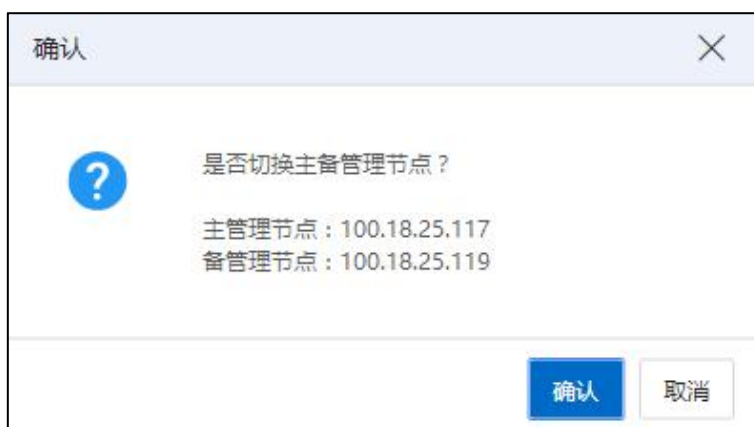 确认
是否切换主备管理节点？
主管理节点：100.18.25.117
备管理节点：100.18.25.119
确认
取消